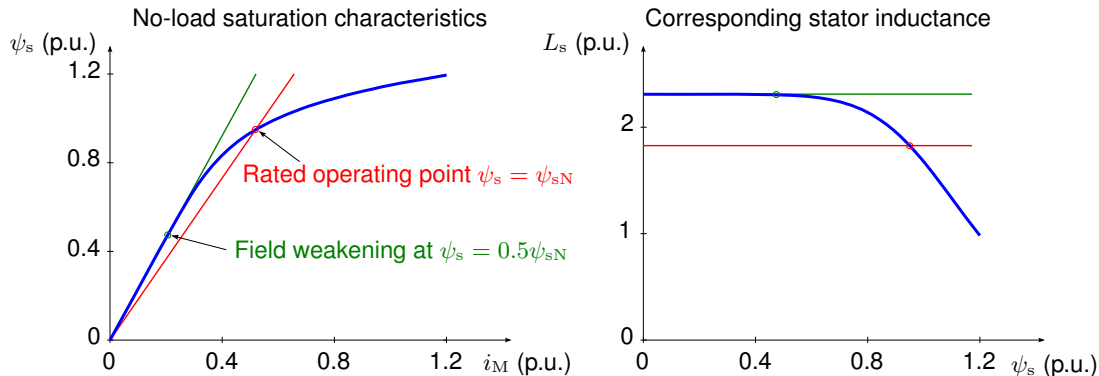 No-load saturation characteristics
ψs (p.u.)
1.2
0.8
0.4
0
Rated operating point ψs = ψsN
Field weakening at ψs = 0.5ψsN
0 0.4 0.8 1.2 iM (p.u.)
Corresponding stator inductance
Ls (p.u.)
2
1
0
0 0.4 0.8 1.2 ψs (p.u.)